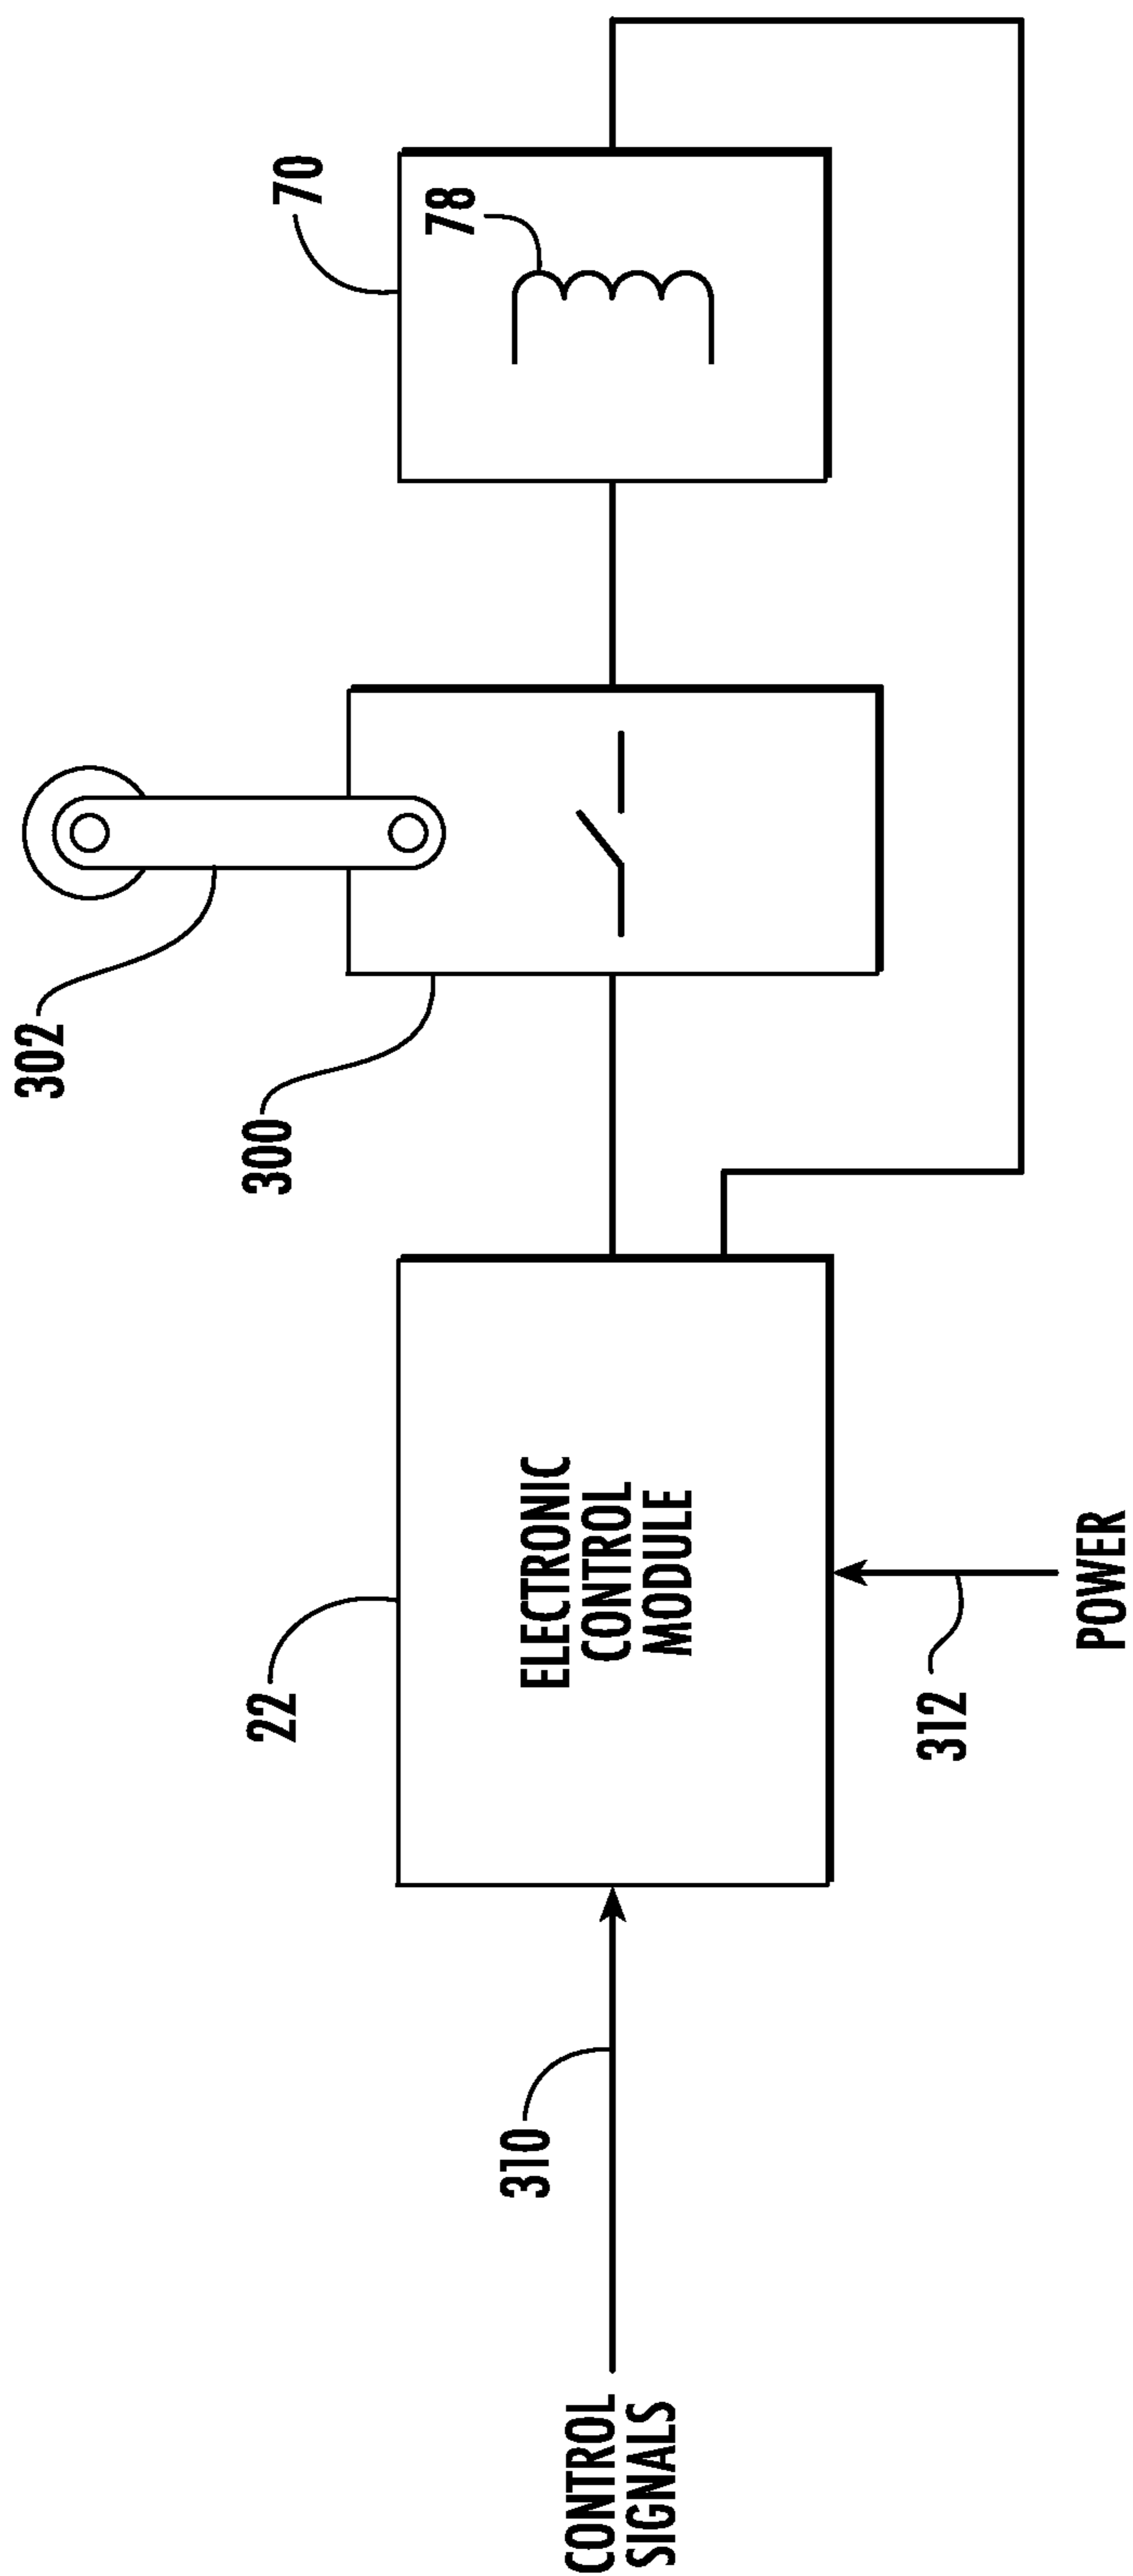 302
300
70
78
22
ELECTRONIC
CONTROL
MODULE
310
CONTROL
SIGNALS
312
POWER